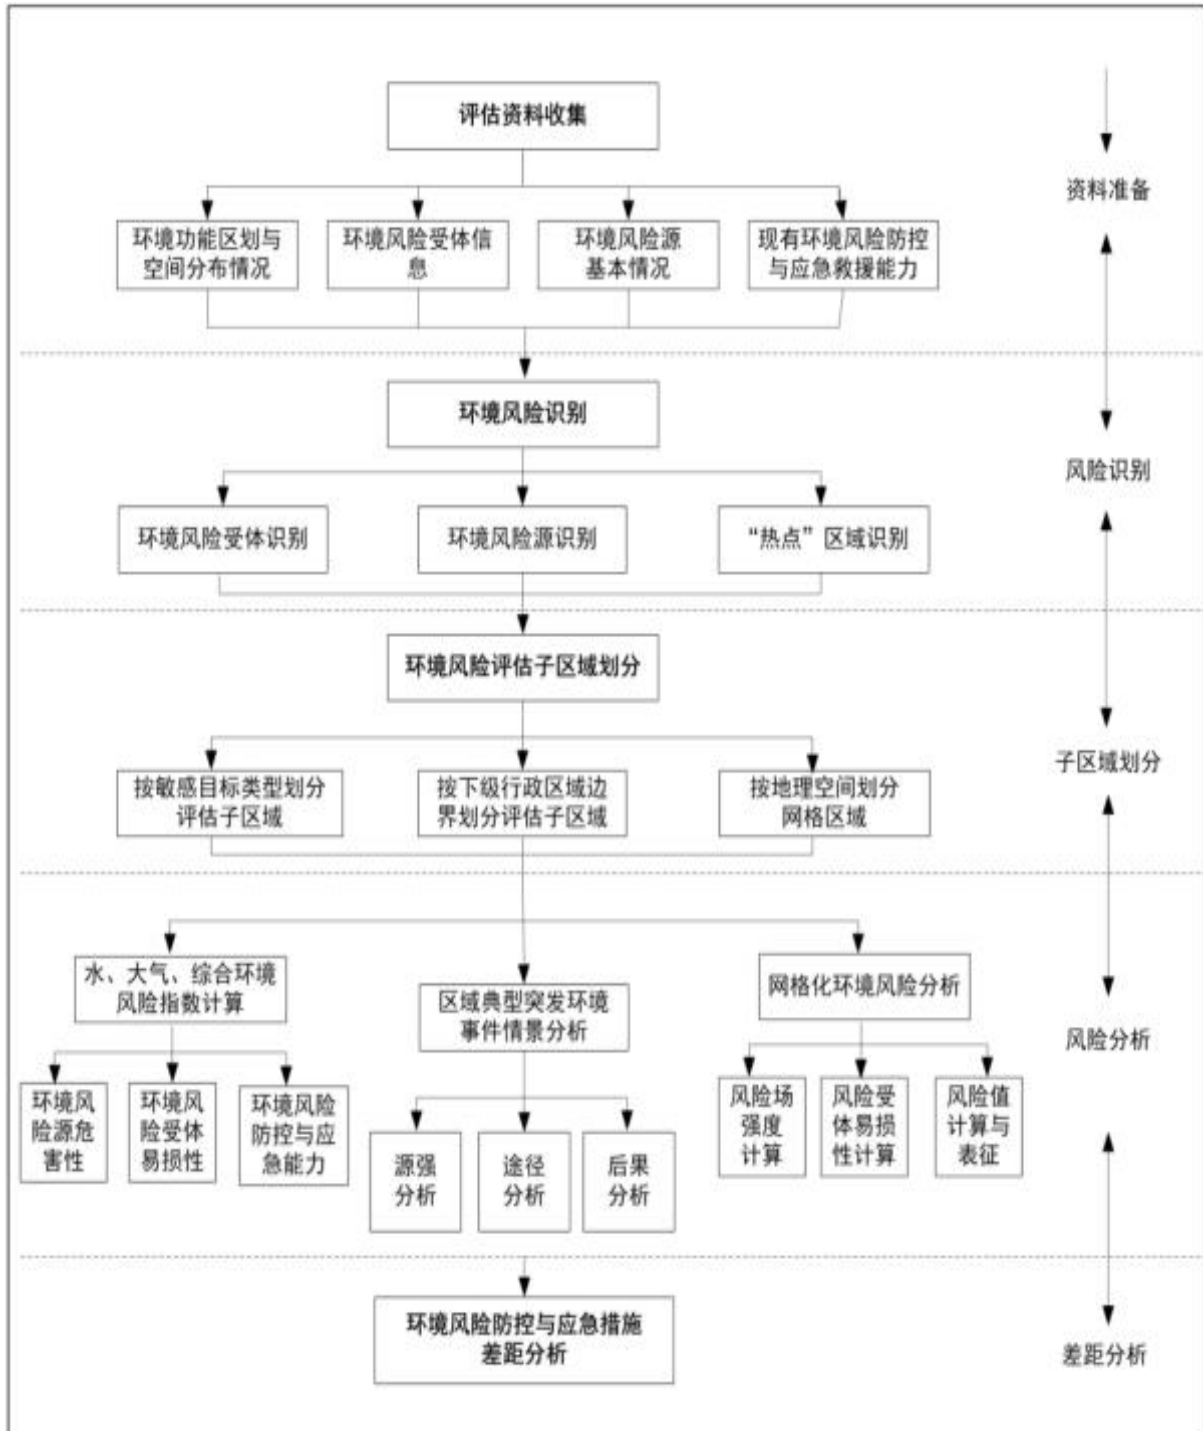 评估资料收集
资料准备
环境功能区划与
空间分布情况
环境风险受体信
息
环境风险源
基本情况
现有环境风险防控
与应急救援能力
环境风险识别
风险识别
环境风险受体识别
环境风险源识别
“热点”区域识别
环境风险评估子区域划分
子区域划分
按敏感目标类型划分
评估子区域
按下级行政区域边
界划分评估子区域
按地理空间划分
网格区域
水、大气、综合环境
风险指数计算
区域典型突发环境
事件情景分析
网格化环境风险分析
风险分析
环境风
险源危
害性
环境风
险受体
易损性
环境风险
防控与应
急能力
源强
分析
途径
分析
后果
分析
风险场
强度
计算
风险受
体易损
性计算
风险值
计算与
表征
环境风险防控与应急措施
差距分析
差距分析